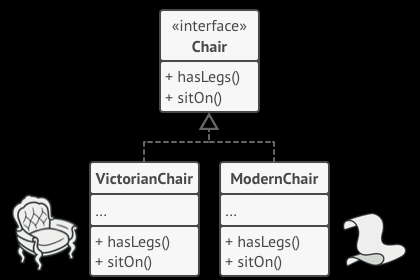 «interface»
Chair
+ hasLegs()
+ sitOn()
VictorianChair
...
+ hasLegs()
+ sitOn()
ModernChair
...
+ hasLegs()
+ sitOn()